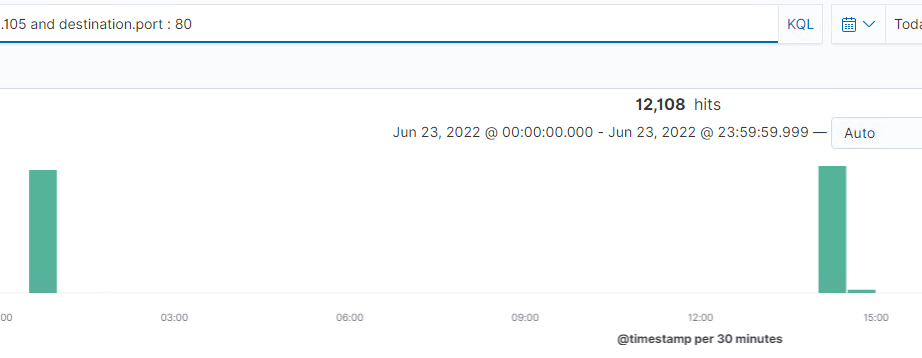 .105 and destination.port : 80 KQL Toda
12,108 hits
Jun 23, 2022 @ 00:00:00.000 - Jun 23, 2022 @ 23:59:59.999 — Auto
00 03:00 06:00 09:00 12:00 15:00
@timestamp per 30 minutes